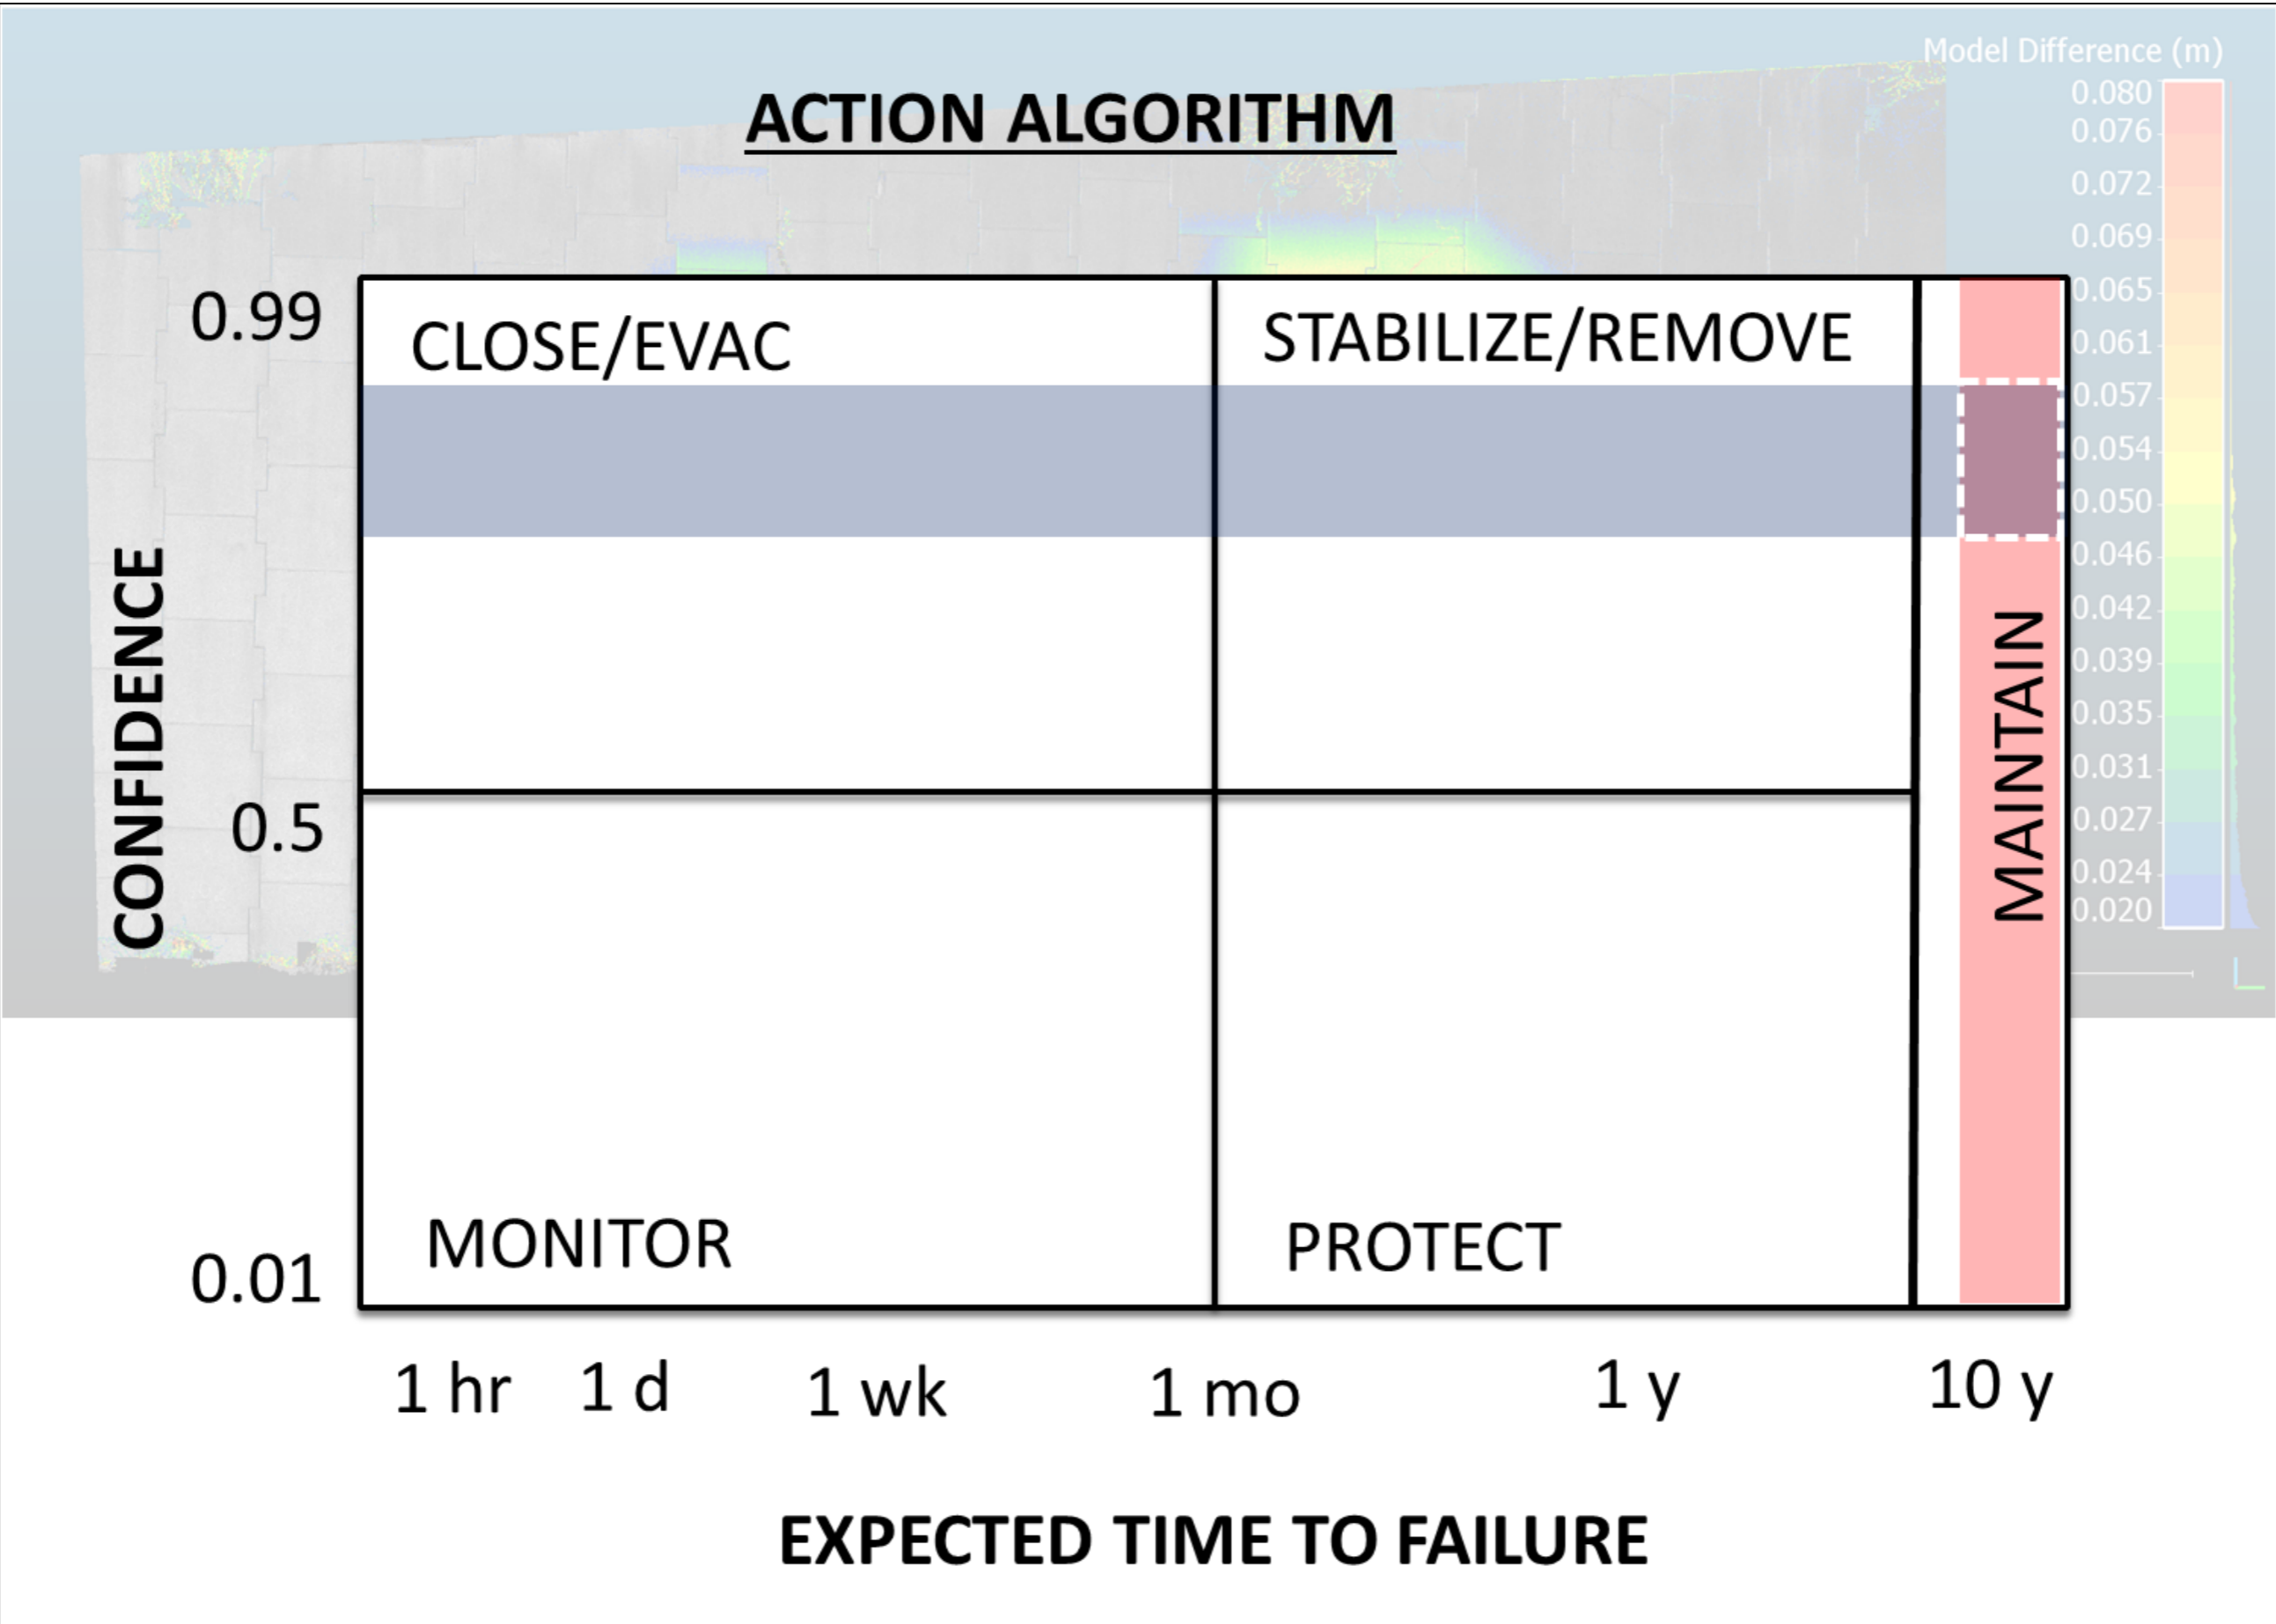 Model Difference (m)
ACTION ALGORITHM
0.080
0.076
0.072
0.069
0.065
0.061
0.057
0.054
0.050
0.046
0.042
0.039
0.035
0.031
0.027
0.024
0.020
CONFIDENCE
0.99
0.5
0.01
CLOSE/EVAC
STABILIZE/REMOVE
MAINTAIN
MONITOR
PROTECT
1 hr
1 d
1 wk
1 mo
1 y
10 y
EXPECTED TIME TO FAILURE